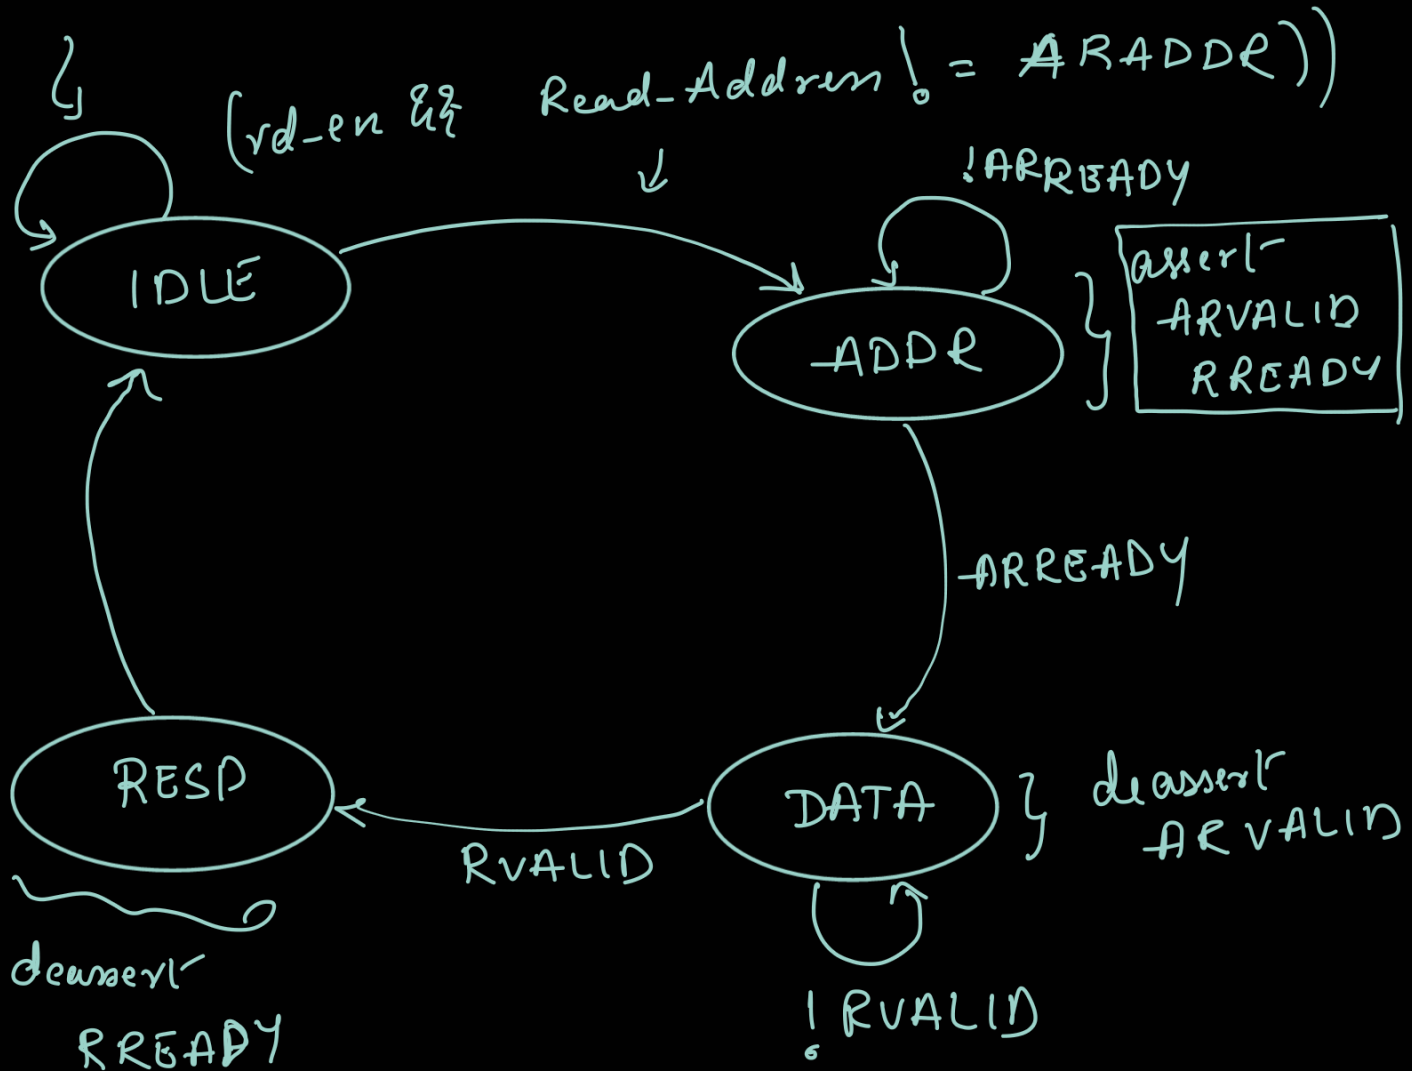 (rd_en && Read_Address != ARADDR))
!ARREADY
IDLE
ADDR
assert
ARVALID
RREADY
ARREADY
RESP
DATA
deassert
ARVALID
RVALID
deassert
RREADY
!RVALID